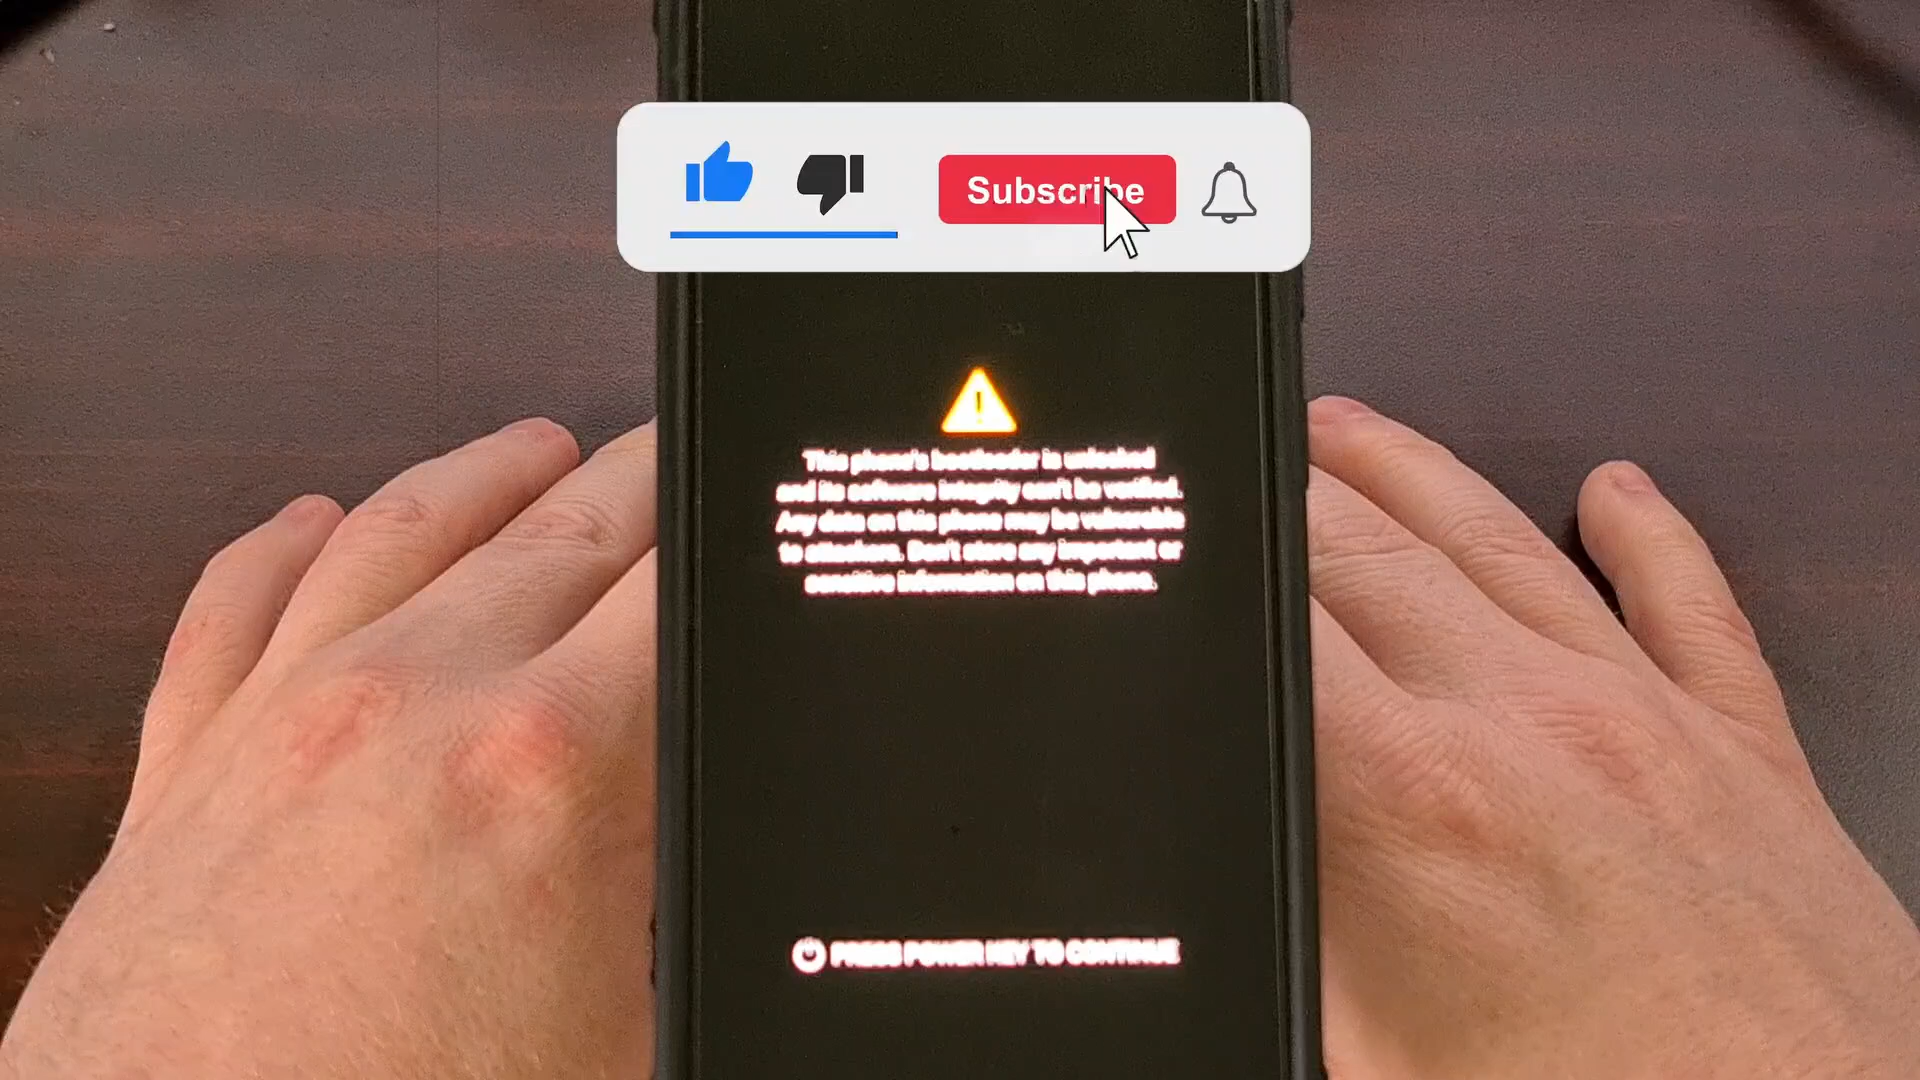 Subscribe
This phone's bootloader is unlocked
and its software integrity can't be verified.
Any data on this phone may be vulnerable
to attackers. Don't store any important or
sensitive information on this phone.
PRESS POWER KEY TO CONTINUE